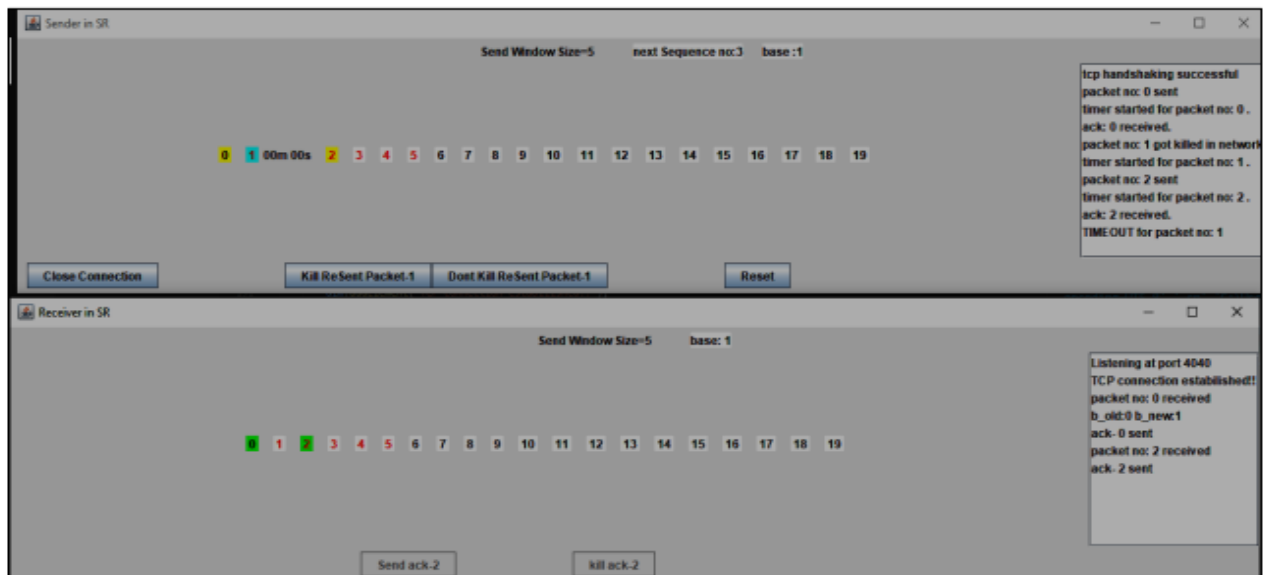 Sender in SR
Send Window Size=5 next Sequence no:3 base :1
tcp handshaking successful
packet no: 0 sent
timer started for packet no: 0 .
ack: 0 received.
packet no: 1 got killed in network
timer started for packet no: 1 .
packet no: 2 sent
timer started for packet no: 2 .
ack: 2 received.
TIMEOUT for packet no: 1
0 1 00m 00s 2 3 4 5 6 7 8 9 10 11 12 13 14 15 16 17 18 19
Close Connection Kill ReSent Packet-1 Dont Kill ReSent Packet-1 Reset
Receiver in SR
Send Window Size=5 base: 1
Listening at port 4040
TCP connection estabilished!!
packet no: 0 received
b_old:0 b_new:1
ack- 0 sent
packet no: 2 received
ack- 2 sent
0 1 2 3 4 5 6 7 8 9 10 11 12 13 14 15 16 17 18 19
Send ack-2 kill ack-2